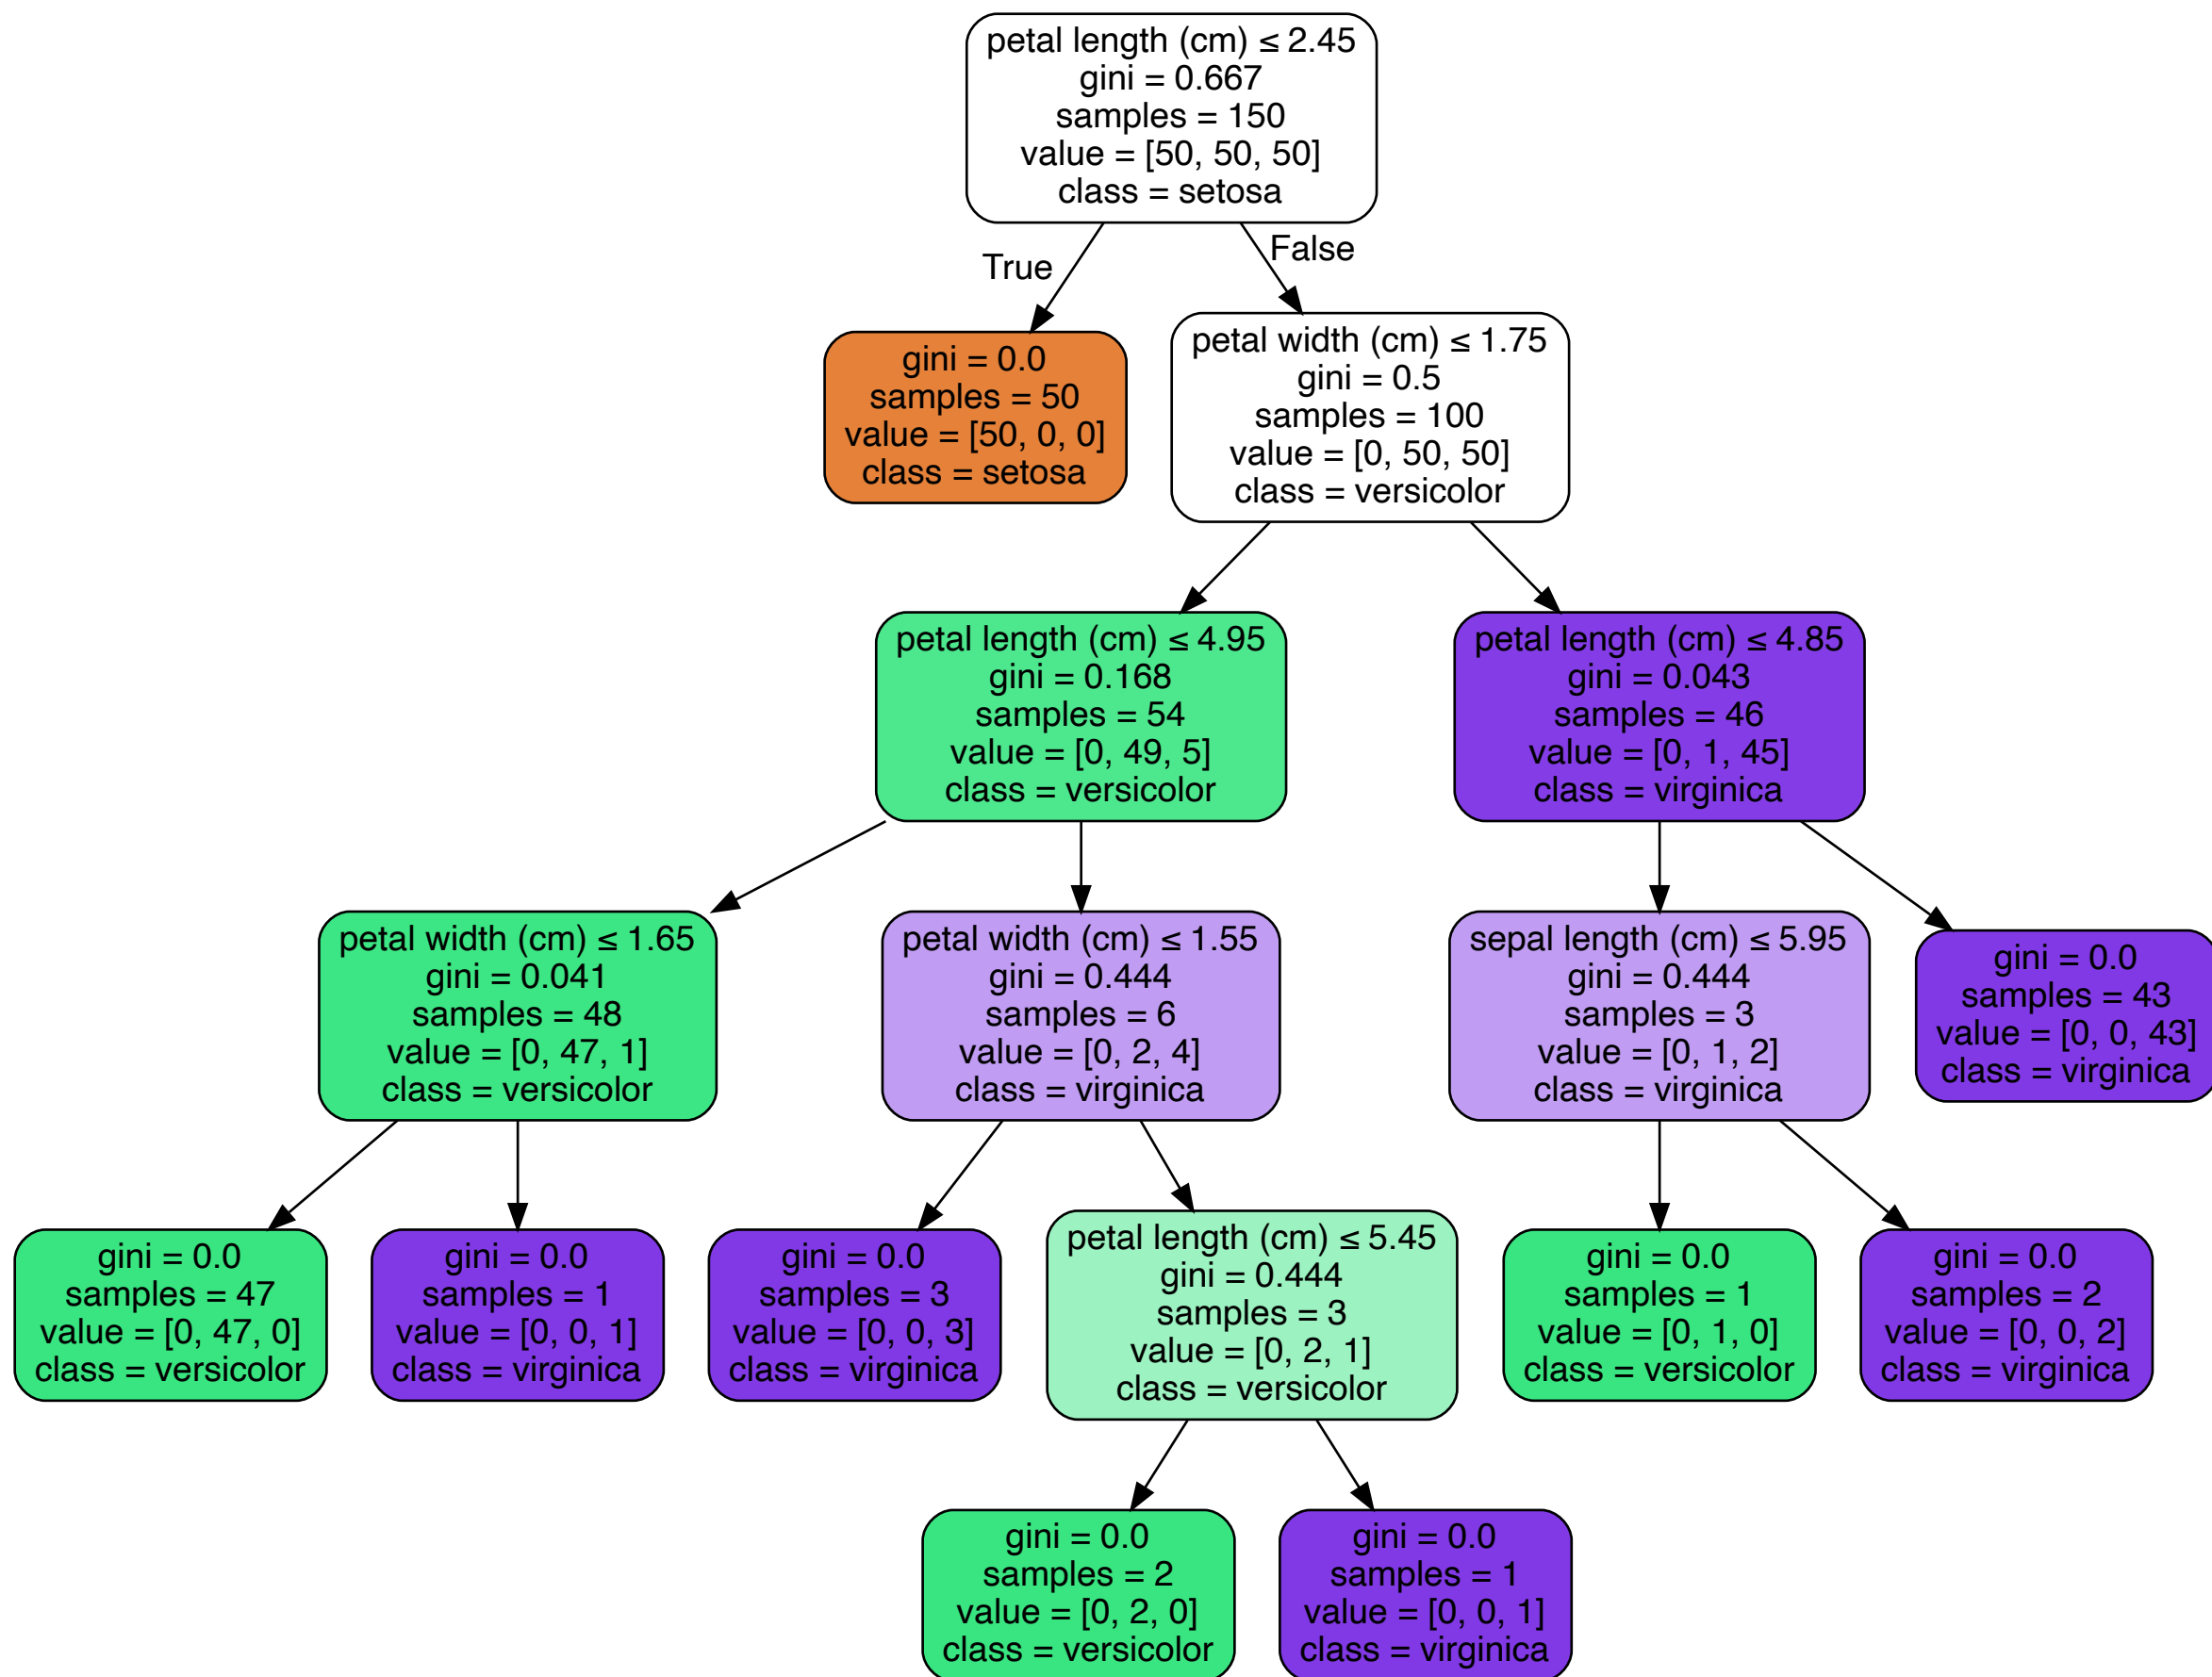 petal length (cm) ≤ 2.45
gini = 0.667
samples = 150
value = [50, 50, 50]
class = setosa
True
False
gini = 0.0
samples = 50
value = [50, 0, 0]
class = setosa
petal width (cm) ≤ 1.75
gini = 0.5
samples = 100
value = [0, 50, 50]
class = versicolor
petal length (cm) ≤ 4.95
gini = 0.168
samples = 54
value = [0, 49, 5]
class = versicolor
petal length (cm) ≤ 4.85
gini = 0.043
samples = 46
value = [0, 1, 45]
class = virginica
petal width (cm) ≤ 1.65
gini = 0.041
samples = 48
value = [0, 47, 1]
class = versicolor
petal width (cm) ≤ 1.55
gini = 0.444
samples = 6
value = [0, 2, 4]
class = virginica
sepal length (cm) ≤ 5.95
gini = 0.444
samples = 3
value = [0, 1, 2]
class = virginica
gini = 0.0
samples = 43
value = [0, 0, 43]
class = virginica
gini = 0.0
samples = 47
value = [0, 47, 0]
class = versicolor
gini = 0.0
samples = 1
value = [0, 0, 1]
class = virginica
gini = 0.0
samples = 3
value = [0, 0, 3]
class = virginica
petal length (cm) ≤ 5.45
gini = 0.444
samples = 3
value = [0, 2, 1]
class = versicolor
gini = 0.0
samples = 1
value = [0, 1, 0]
class = versicolor
gini = 0.0
samples = 2
value = [0, 0, 2]
class = virginica
gini = 0.0
samples = 2
value = [0, 2, 0]
class = versicolor
gini = 0.0
samples = 1
value = [0, 0, 1]
class = virginica